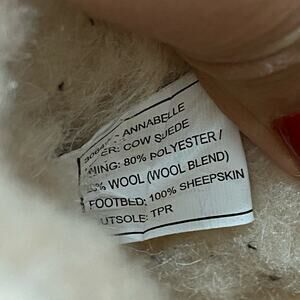 ANNABELLE
COW SUEDE
80% POLYESTER /
WOOL (WOOL BLEND)
FOOTBED: 100% SHEEPSKIN
TPR